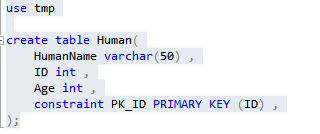 use tmp
create table Human(
HumanName varchar(50) ,
ID int ,
Age int ,
constraint PK_ID PRIMARY KEY (ID) ,
);